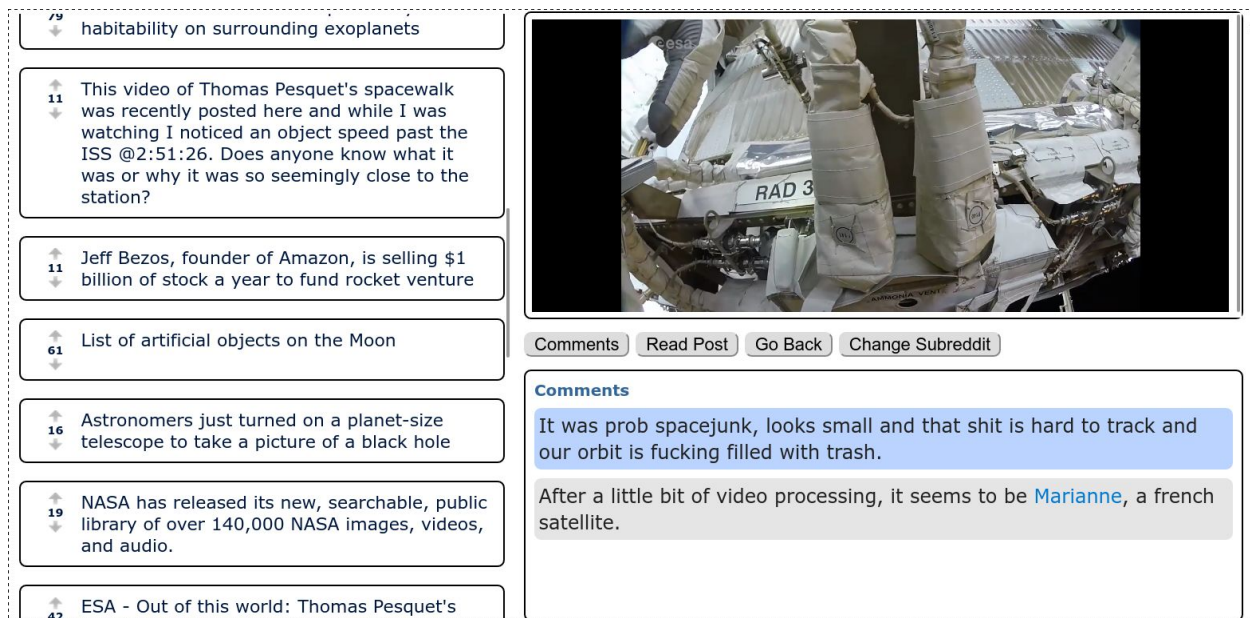 79
habitability on surrounding exoplanets
11
This video of Thomas Pesquet's spacewalk
was recently posted here and while I was
watching I noticed an object speed past the
ISS @2:51:26. Does anyone know what it
was or why it was so seemingly close to the
station?
11
Jeff Bezos, founder of Amazon, is selling $1
billion of stock a year to fund rocket venture
61
List of artificial objects on the Moon
16
Astronomers just turned on a planet-size
telescope to take a picture of a black hole
19
NASA has released its new, searchable, public
library of over 140,000 NASA images, videos,
and audio.
42
ESA - Out of this world: Thomas Pesquet's
esa
RAD 3
AMMONIA VENT
Comments Read Post Go Back Change Subreddit
Comments
It was prob spacejunk, looks small and that shit is hard to track and
our orbit is fucking filled with trash.
After a little bit of video processing, it seems to be Marianne, a french
satellite.